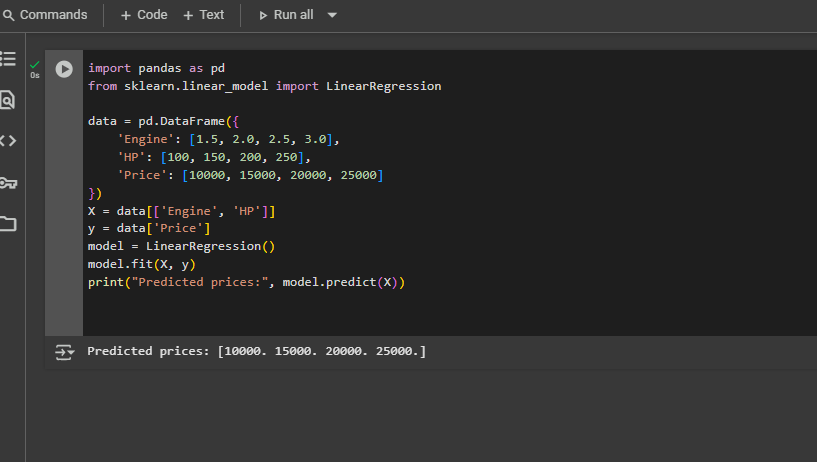 Commands + Code + Text Run all
0s
import pandas as pd
from sklearn.linear_model import LinearRegression
data = pd.DataFrame({
    'Engine': [1.5, 2.0, 2.5, 3.0],
    'HP': [100, 150, 200, 250],
    'Price': [10000, 15000, 20000, 25000]
})
X = data[['Engine', 'HP']]
y = data['Price']
model = LinearRegression()
model.fit(X, y)
print("Predicted prices:", model.predict(X))
Predicted prices: [10000. 15000. 20000. 25000.]